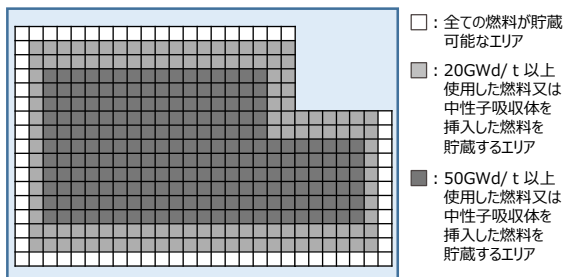 ：全ての燃料が貯蔵
可能なエリア
：20GWd/ t 以上
使用した燃料又は
中性子吸収体を
挿入した燃料を
貯蔵するエリア
：50GWd/ t 以上
使用した燃料又は
中性子吸収体を
挿入した燃料を
貯蔵するエリア